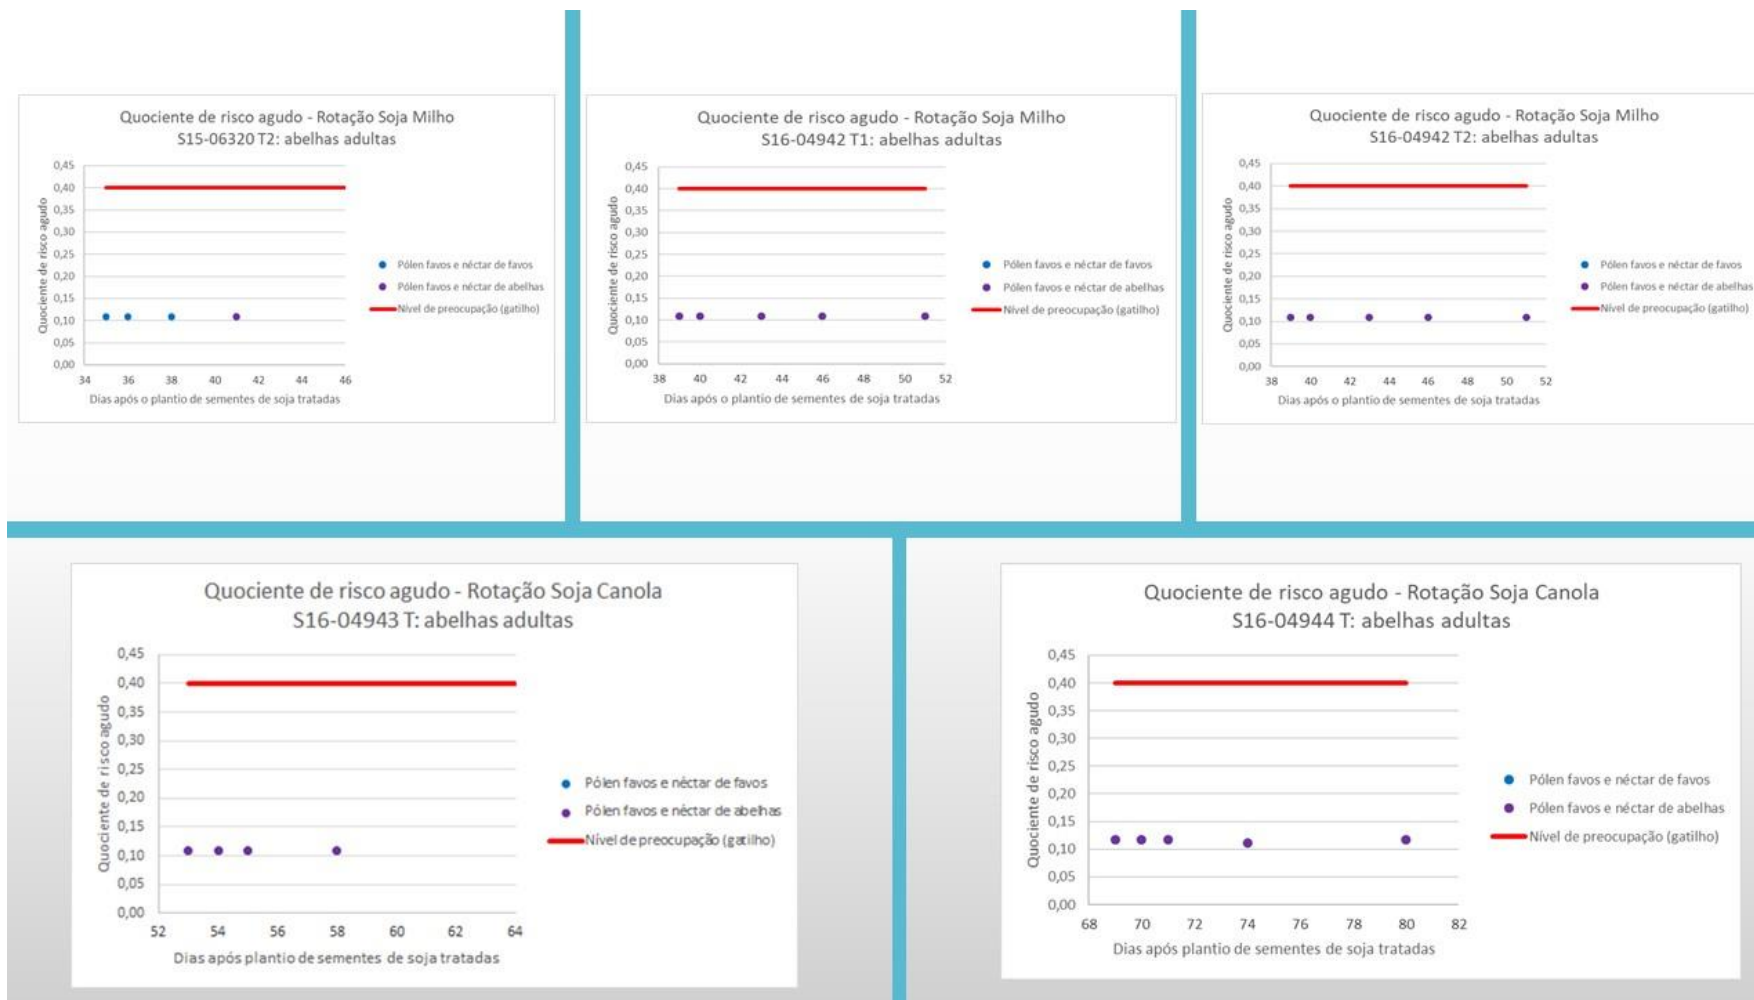 Quociente de risco agudo - Rotação Soja Milho
S15-06320 T2: abelhas adultas
Quociente de risco agudo
0,45
0,40
0,35
0,30
0,25
0,20
0,15
0,10
0,05
0,00
34 36 38 40 42 44 46
Dias após o plantio de sementes de soja tratadas
Pólen favos e néctar de favos
Pólen favos e néctar de abelhas
Nível de preocupação (gatilho)
Quociente de risco agudo - Rotação Soja Milho
S16-04942 T1: abelhas adultas
Quociente de risco agudo
0,45
0,40
0,35
0,30
0,25
0,20
0,15
0,10
0,05
0,00
38 40 42 44 46 48 50 52
Dias após o plantio de sementes de soja tratadas
Pólen favos e néctar de favos
Pólen favos e néctar de abelhas
Nível de preocupação (gatilho)
Quociente de risco agudo - Rotação Soja Milho
S16-04942 T2: abelhas adultas
Quociente de risco agudo
0,45
0,40
0,35
0,30
0,25
0,20
0,15
0,10
0,05
0,00
38 40 42 44 46 48 50 52
Dias após o plantio de sementes de soja tratadas
Pólen favos e néctar de favos
Pólen favos e néctar de abelhas
Nível de preocupação (gatilho)
Quociente de risco agudo - Rotação Soja Canola
S16-04943 T: abelhas adultas
Quociente de risco agudo
0,45
0,40
0,35
0,30
0,25
0,20
0,15
0,10
0,05
0,00
52 54 56 58 60 62 64
Dias após plantio de sementes de soja tratadas
Pólen favos e néctar de favos
Pólen favos e néctar de abelhas
Nível de preocupação (gatilho)
Quociente de risco agudo - Rotação Soja Canola
S16-04944 T: abelhas adultas
Quociente de risco agudo
0,45
0,40
0,35
0,30
0,25
0,20
0,15
0,10
0,05
0,00
68 70 72 74 76 78 80 82
Dias após plantio de sementes de soja tratadas
Pólen favos e néctar de favos
Pólen favos e néctar de abelhas
Nível de preocupação (gatilho)